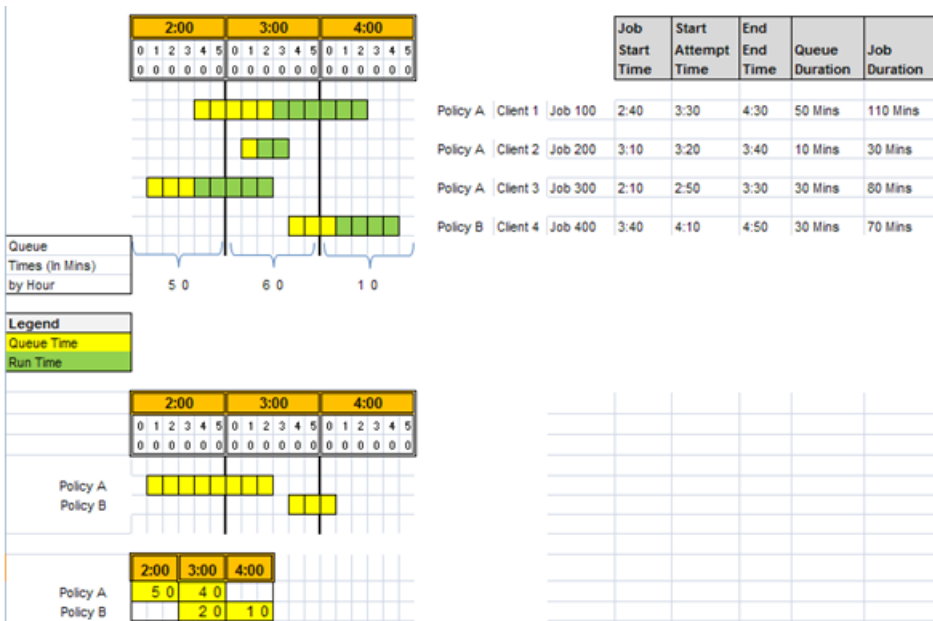 2:00 3:00 4:00
0 1 2 3 4 5 0 1 2 3 4 5 0 1 2 3 4 5
0 0 0 0 0 0 0 0 0 0 0 0 0 0 0 0 0 0
Job Start Time Start Attempt Time End End Time Queue Duration Job Duration
Policy A Client 1 Job 100 2:40 3:30 4:30 50 Mins 110 Mins
Policy A Client 2 Job 200 3:10 3:20 3:40 10 Mins 30 Mins
Policy A Client 3 Job 300 2:10 2:50 3:30 30 Mins 80 Mins
Policy B Client 4 Job 400 3:40 4:10 4:50 30 Mins 70 Mins
Queue
Times (In Mins)
by Hour 5 0 6 0 1 0
Legend
Queue Time
Run Time
2:00 3:00 4:00
0 1 2 3 4 5 0 1 2 3 4 5 0 1 2 3 4 5
0 0 0 0 0 0 0 0 0 0 0 0 0 0 0 0 0 0
Policy A
Policy B
2:00 3:00 4:00
Policy A 5 0 4 0
Policy B 2 0 1 0